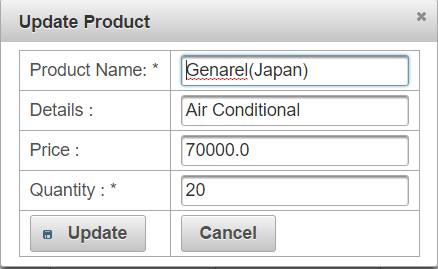 Update Product
Product Name: * Genarel(Japan)
Details : Air Conditional
Price : 70000.0
Quantity : * 20
Update Cancel